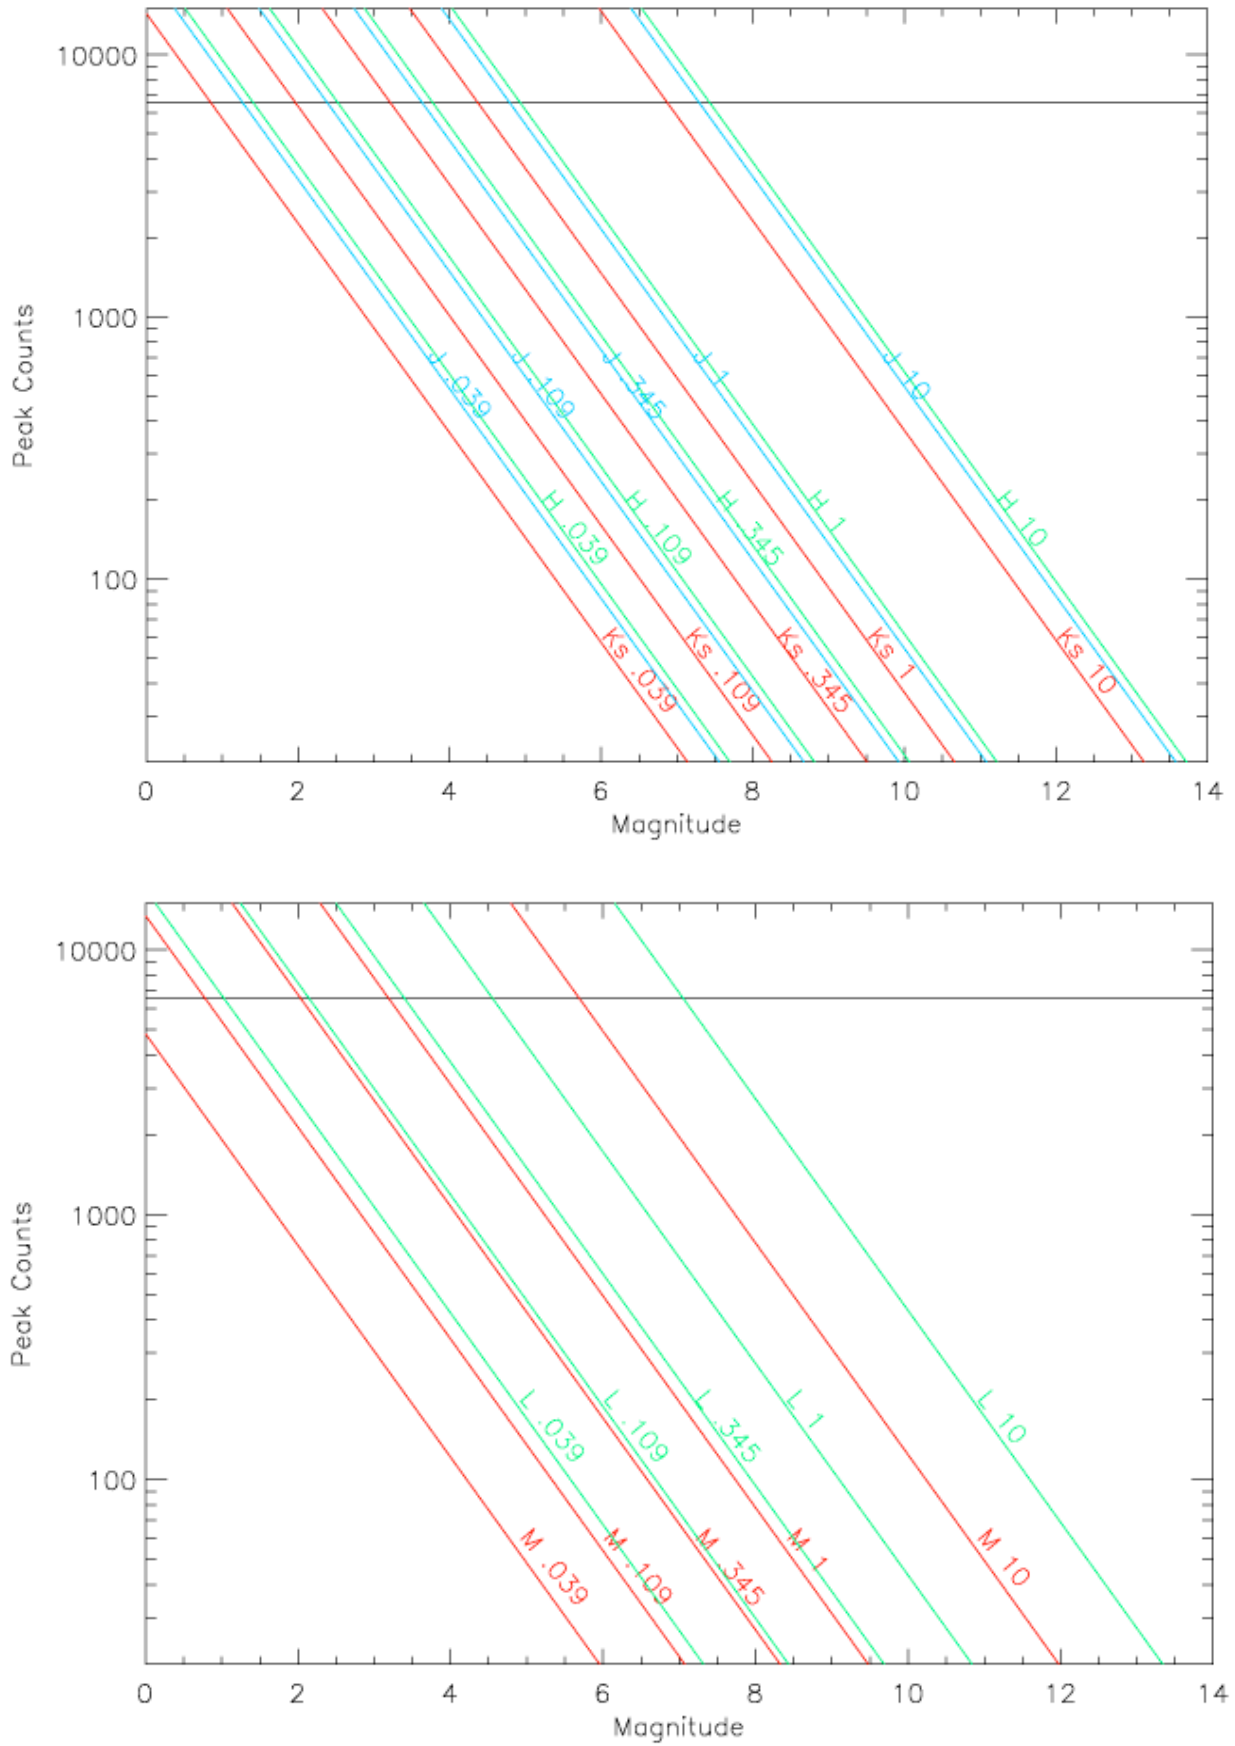 10000
1000
100
Peak Counts
J .039
J .109
J .345
J 1
J 10
H .039
H .109
H .345
H 1
H 10
Ks .039
Ks .109
Ks .345
Ks 1
Ks 10
0 2 4 6 8 10 12 14
Magnitude
10000
1000
100
Peak Counts
L .039
L .109
L .345
L 1
L 10
M .039
M .109
M .345
M 1
M 10
0 2 4 6 8 10 12 14
Magnitude